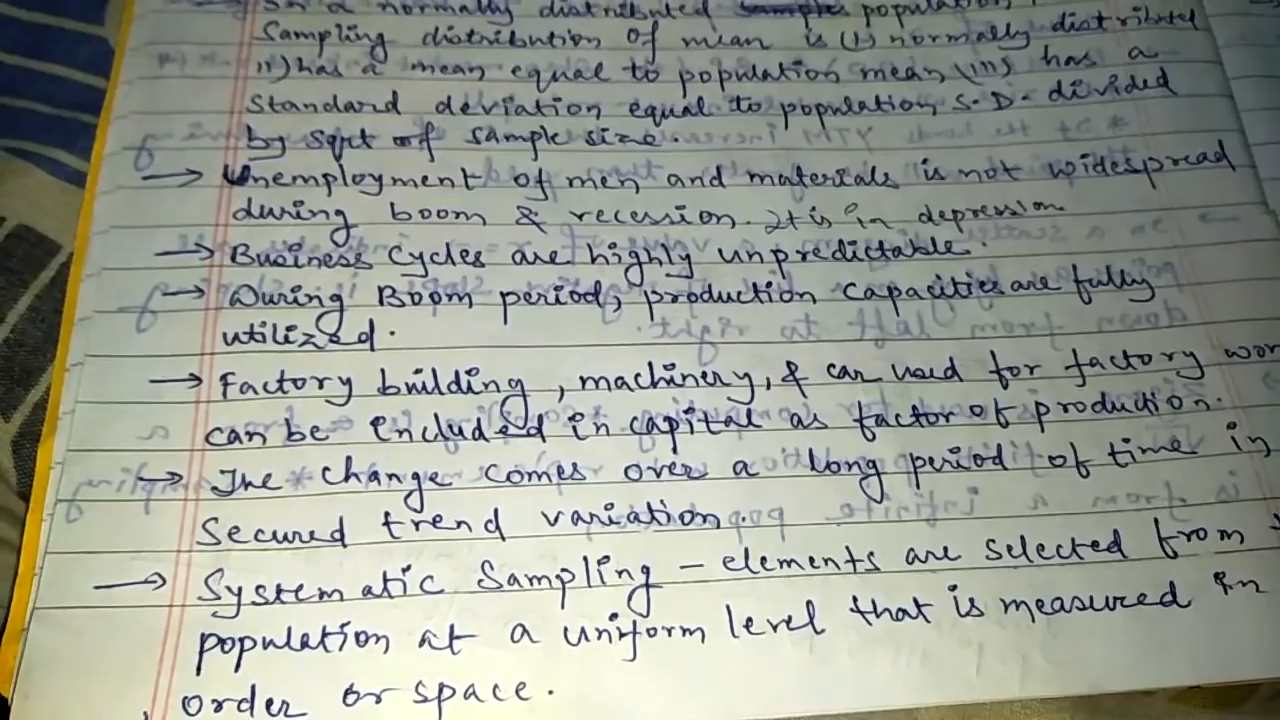 In a normally distributed sample population,
Sampling distribution of mean is (i) normally distributed
ii) has a mean equal to population mean (iii) has a
Standard deviation equal to population S.D. divided
by sqrt of sample size.
→ Unemployment of men and materials is not widespread
during boom & recession. It is in depression
→ Business Cycles are highly unpredictable.
→ During Boom period, production capacities are fully
utilized.
→ Factory building, machinery, & car used for factory wor
can be included in capital as factor of production.
→ The change comes over a long period of time in
Secured trend variation.
→ Systematic Sampling - elements are selected from
population at a uniform level that is measured in
order or space.